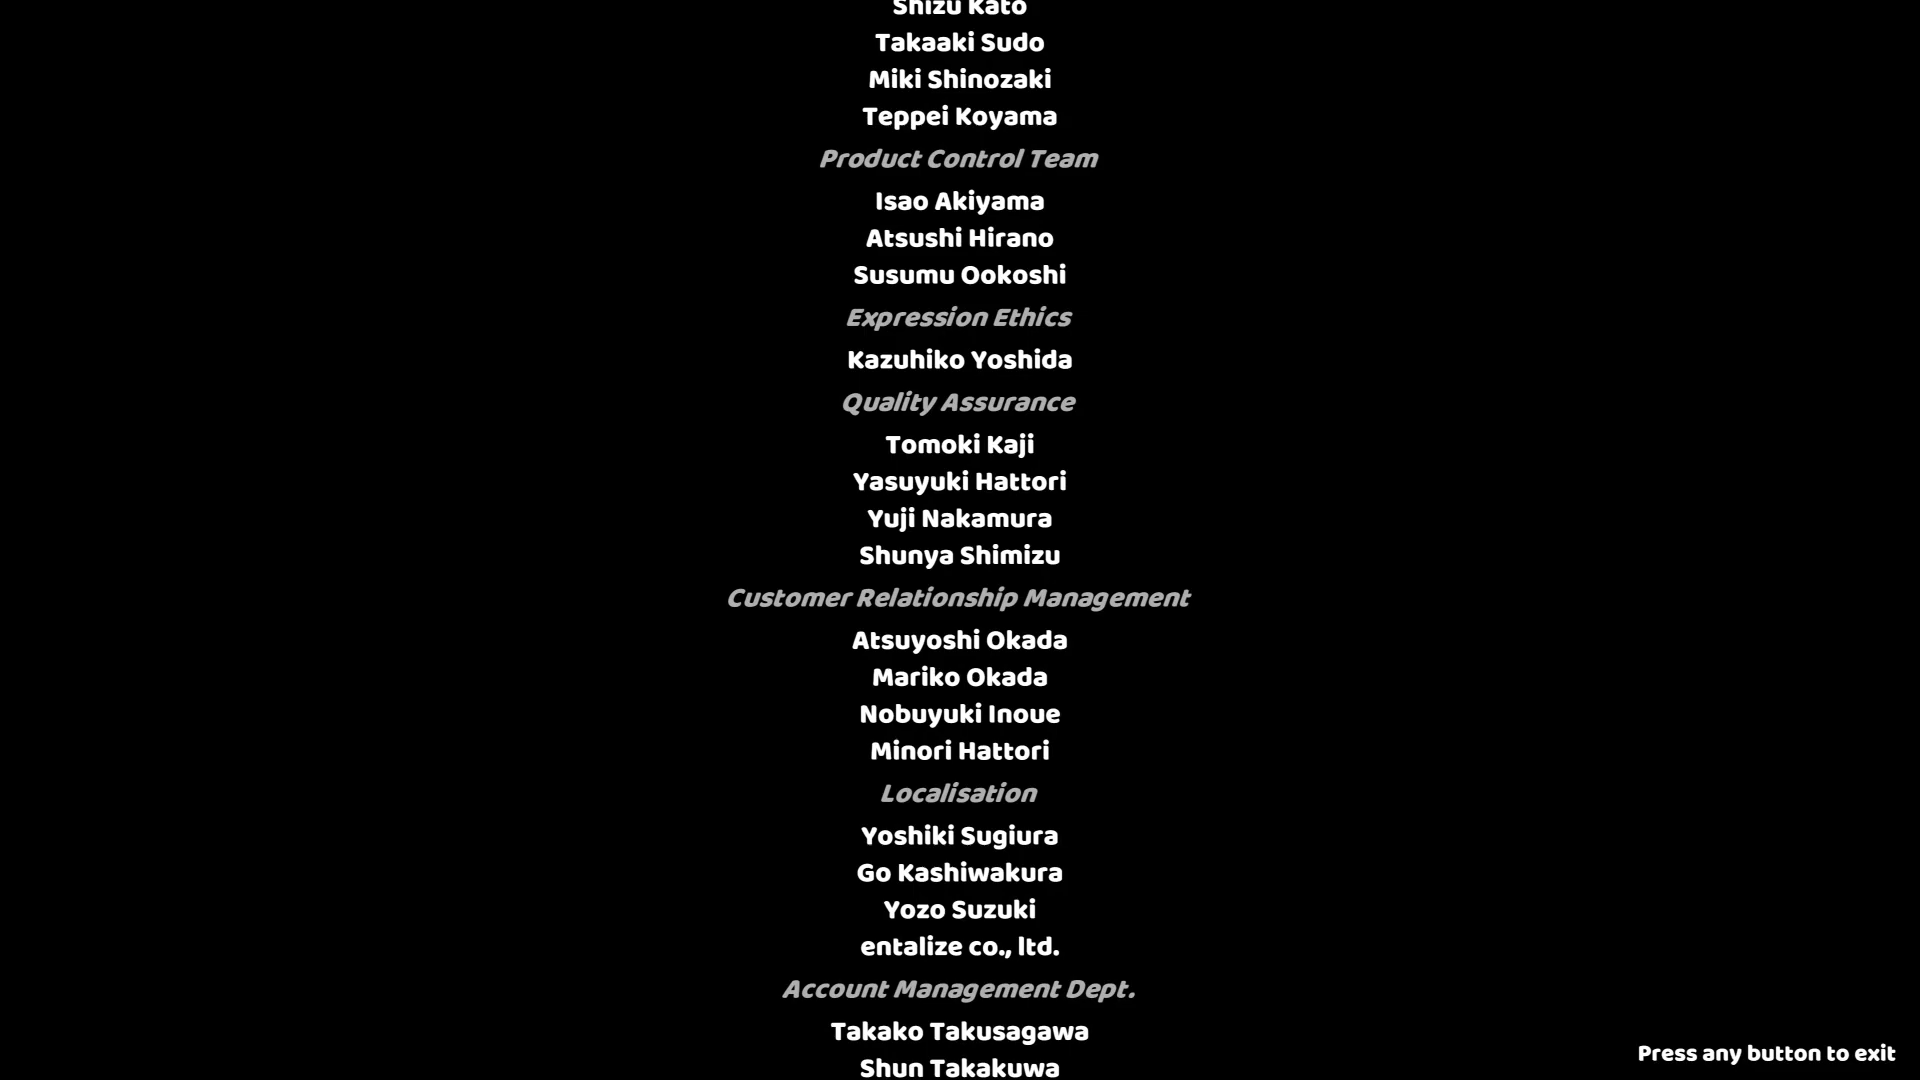 Shizu Kato
Takaaki Sudo
Miki Shinozaki
Teppei Koyama
Product Control Team
Isao Akiyama
Atsushi Hirano
Susumu Ookoshi
Expression Ethics
Kazuhiko Yoshida
Quality Assurance
Tomoki Kaji
Yasuyuki Hattori
Yuji Nakamura
Shunya Shimizu
Customer Relationship Management
Atsuyoshi Okada
Mariko Okada
Nobuyuki Inoue
Minori Hattori
Localisation
Yoshiki Sugiura
Go Kashiwakura
Yozo Suzuki
entalize co., ltd.
Account Management Dept.
Takako Takusagawa
Shun Takakuwa
Press any button to exit